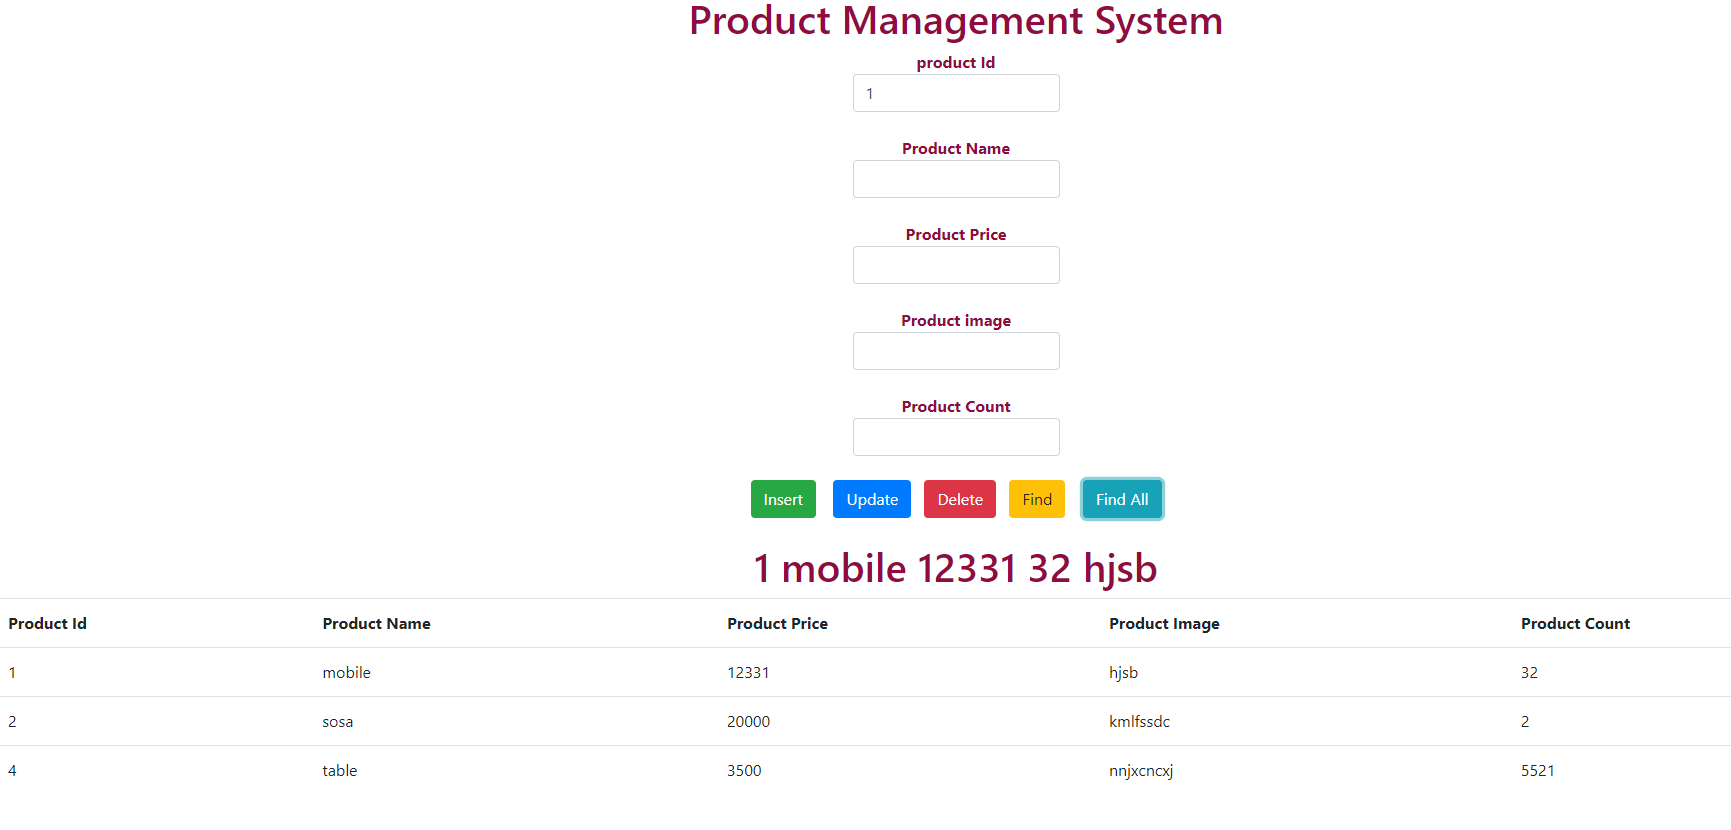 Product Management System
product Id
1
Product Name
Product Price
Product image
Product Count
Insert Update Delete Find Find All
1 mobile 12331 32 hjsb
Product Id Product Name Product Price Product Image Product Count
1 mobile 12331 hjsb 32
2 sosa 20000 kmlfssdc 2
4 table 3500 nnjxcncxj 5521